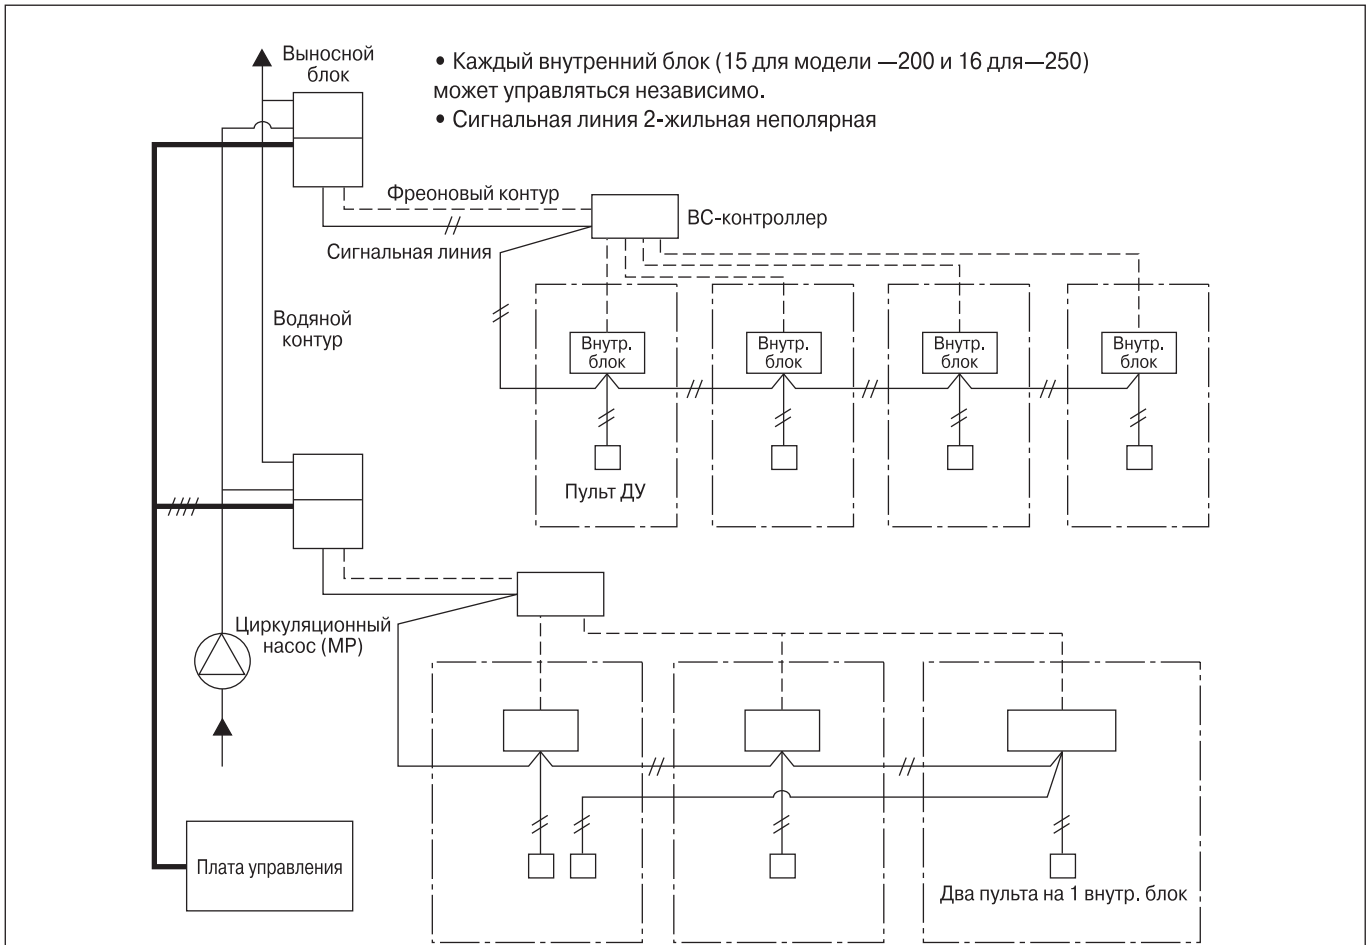 Выносной
блок
• Каждый внутренний блок (15 для модели —200 и 16 для—250)
может управляться независимо.
• Сигнальная линия 2-жильная неполярная
Фреоновый контур
ВС-контроллер
Сигнальная линия
Водяной
контур
Внутр.
блок
Внутр.
блок
Внутр.
блок
Внутр.
блок
Пульт ДУ
Циркуляционный
насос (МР)
Плата управления
Два пульта на 1 внутр. блок